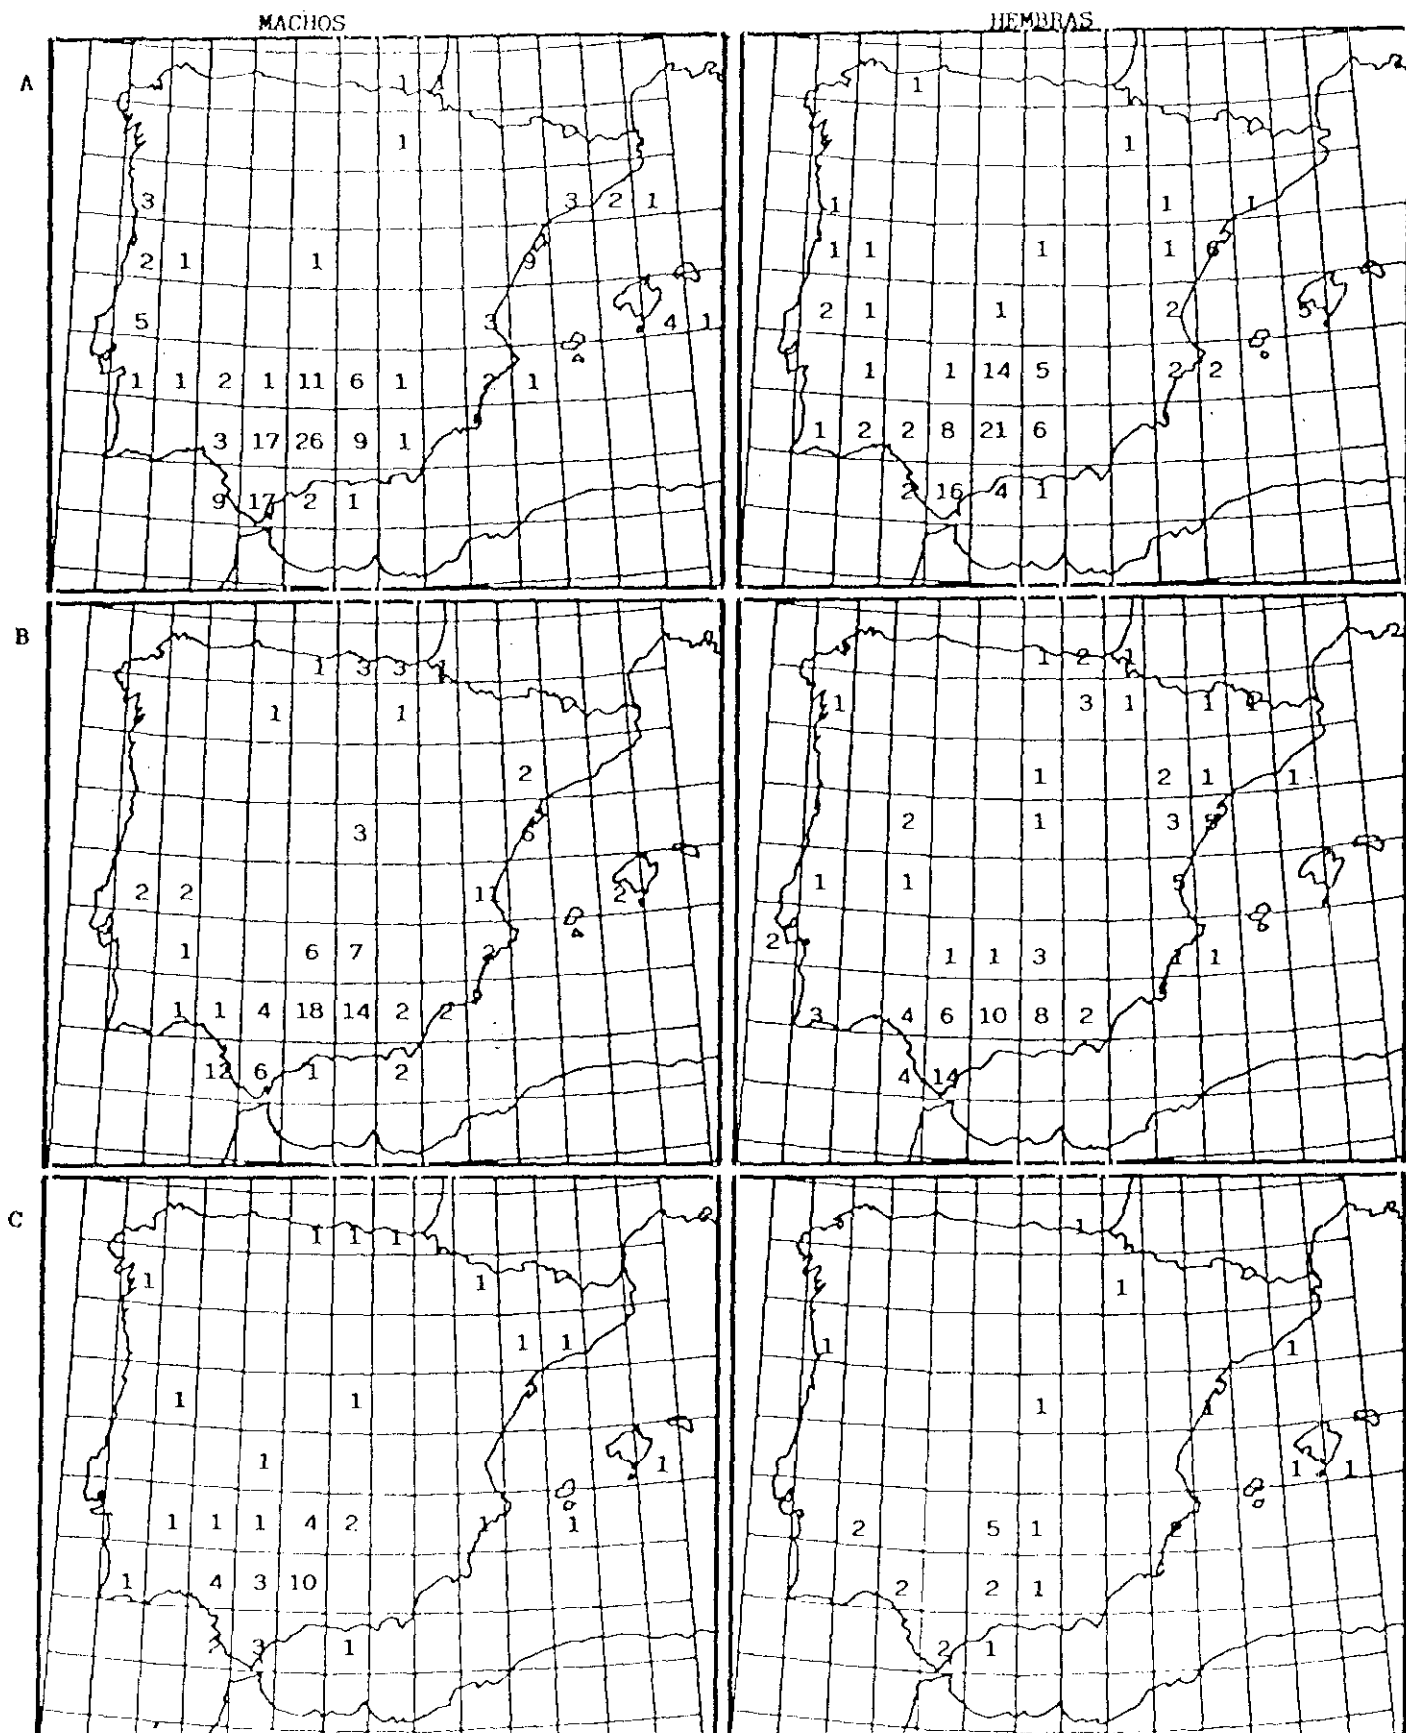 MACHOS HEMBRAS
A
1 1
1 1
3 3 2 1 1 1 1
2 1 1 9 1 1 1 1 6
5 3 4 1 2 1 1 2 5
1 1 2 1 11 6 1 2 1 1 1 14 5 2 2
3 17 26 9 1 1 2 2 8 21 6
9 17 2 1 2 16 4 1
B
1 3 3 1 1 2 1
1 1 1 3 1 1 1
2 1 2 1 1
3 6 2 1 3
2 2 11 2 1 1 5
1 6 7 2 2 1 1 3 1 1
1 1 4 18 14 2 2 3 4 6 10 8 2
12 6 1 2 4 14
C
1 1 1 1
1 1 1
1 1 1 1
1 1 1 1
1 1 1 1
1 1 1 4 2 1 1 2 5 1
1 4 3 10 2 2 1
2 3 1 2 1